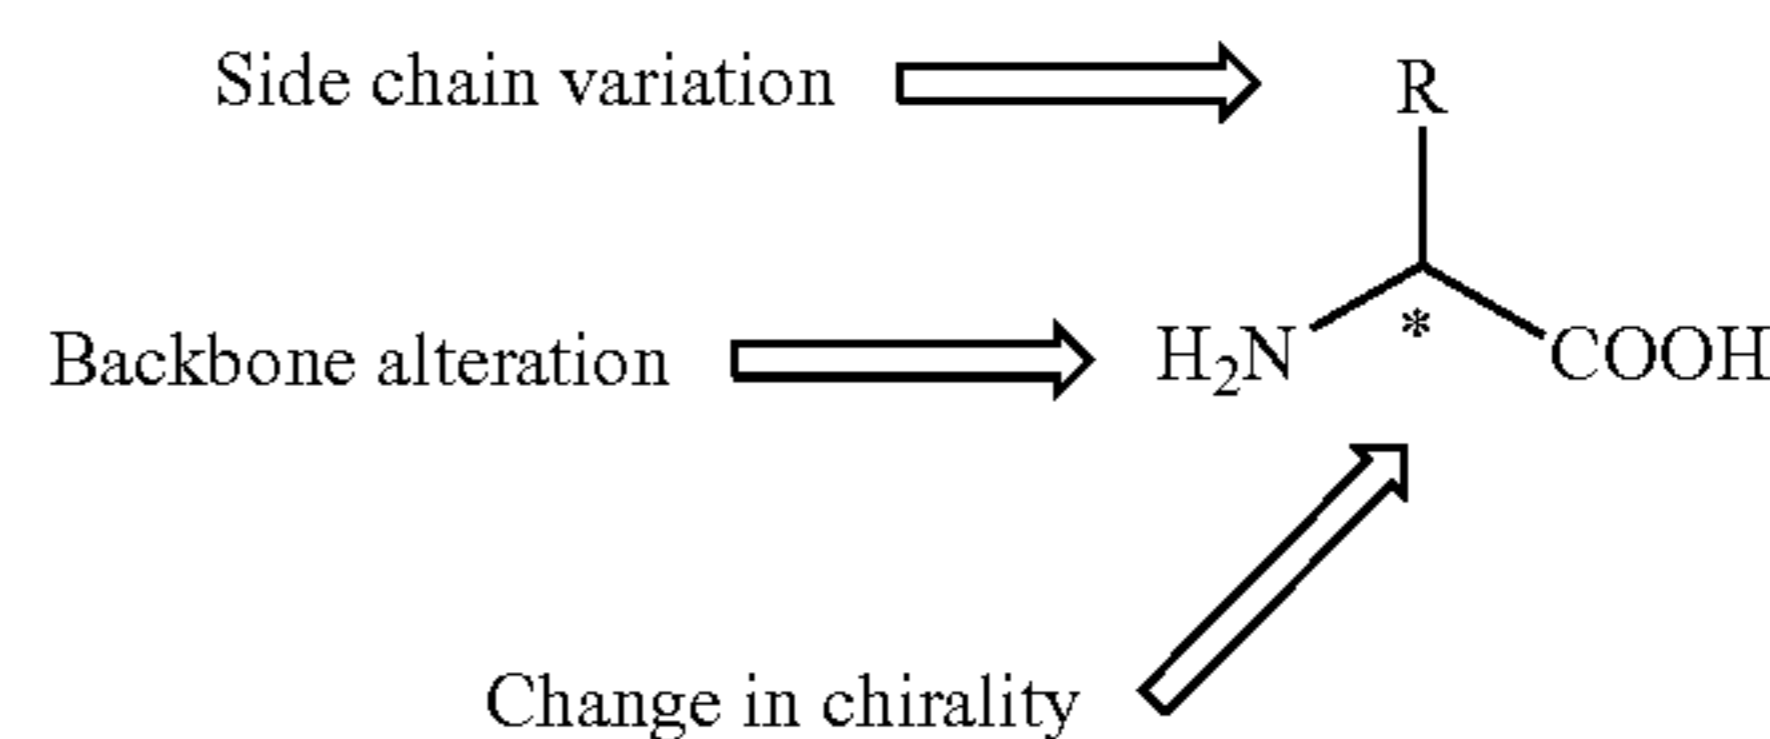 Side chain variation
R
Backbone alteration
H₂N
*
COOH
Change in chirality